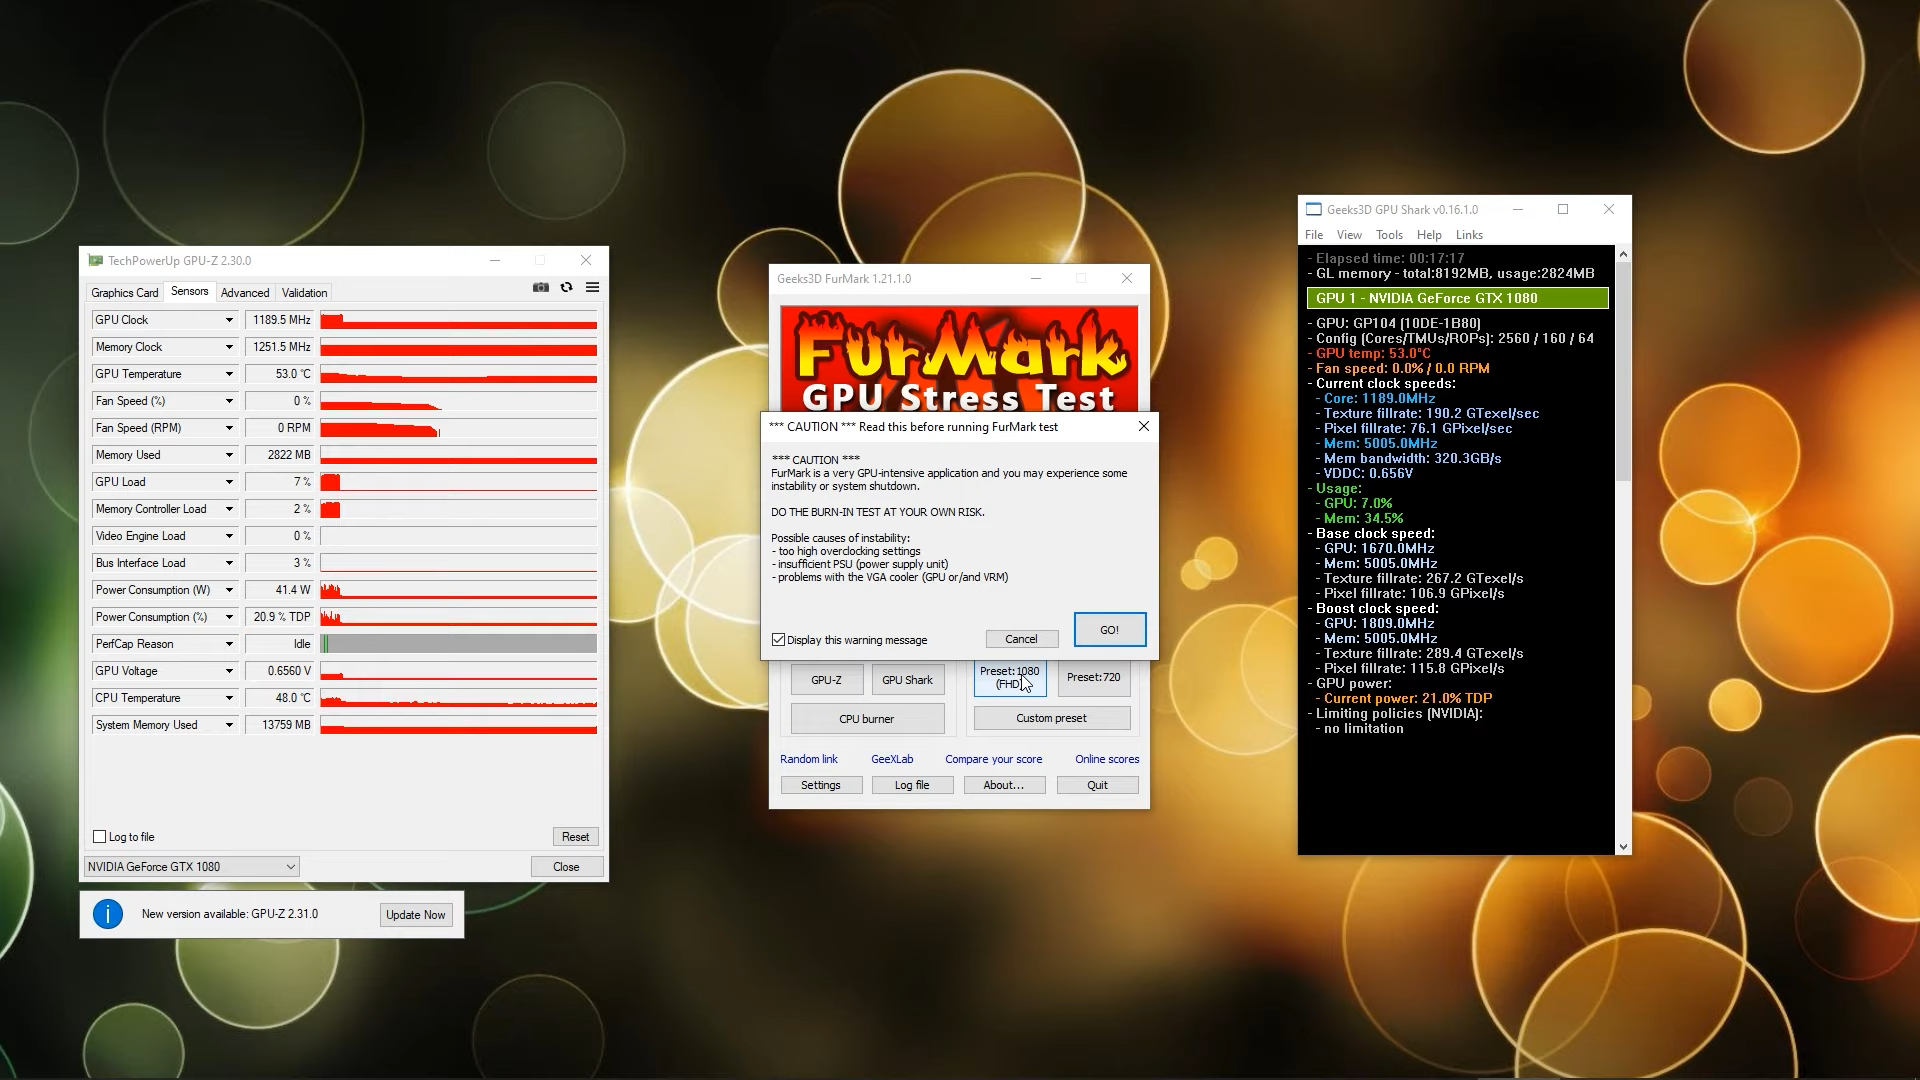 TechPowerUp GPU-Z 2.30.0
Graphics Card Sensors Advanced Validation
GPU Clock 1189.5 MHz
Memory Clock 1251.5 MHz
GPU Temperature 53.0 °C
Fan Speed (%) 0 %
Fan Speed (RPM) 0 RPM
Memory Used 2822 MB
GPU Load 7 %
Memory Controller Load 2 %
Video Engine Load 0 %
Bus Interface Load 3 %
Power Consumption (W) 41.4 W
Power Consumption (%) 20.9 % TDP
PerfCap Reason Idle
GPU Voltage 0.6560 V
CPU Temperature 48.0 °C
System Memory Used 13759 MB
Log to file Reset
NVIDIA GeForce GTX 1080 Close
New version available: GPU-Z 2.31.0 Update Now
Geeks3D FurMark 1.21.1.0
FurMark
GPU Stress Test
*** CAUTION *** Read this before running FurMark test
*** CAUTION ***
FurMark is a very GPU-intensive application and you may experience some
instability or system shutdown.
DO THE BURN-IN TEST AT YOUR OWN RISK.
Possible causes of instability:
- too high overclocking settings
- insufficient PSU (power supply unit)
- problems with the VGA cooler (GPU or/and VRM)
Display this warning message Cancel GO!
GPU-Z GPU Shark Preset:1080
(FHD) Preset:720
CPU burner Custom preset
Random link GeeXLab Compare your score Online scores
Settings Log file About... Quit
Geeks3D GPU Shark v0.16.1.0
File View Tools Help Links
- Elapsed time: 00:17:17
- GL memory - total:8192MB, usage:2824MB
GPU 1 - NVIDIA GeForce GTX 1080
- GPU: GP104 (10DE-1B80)
- Config (Cores/TMUs/ROPs): 2560 / 160 / 64
- GPU temp: 53.0°C
- Fan speed: 0.0% / 0.0 RPM
- Current clock speeds:
- Core: 1189.0MHz
- Texture fillrate: 190.2 GTexel/sec
- Pixel fillrate: 76.1 GPixel/sec
- Mem: 5005.0MHz
- Mem bandwidth: 320.3GB/s
- VDDC: 0.656V
- Usage:
- GPU: 7.0%
- Mem: 34.5%
- Base clock speed:
- GPU: 1670.0MHz
- Mem: 5005.0MHz
- Texture fillrate: 267.2 GTexel/s
- Pixel fillrate: 106.9 GPixel/s
- Boost clock speed:
- GPU: 1809.0MHz
- Mem: 5005.0MHz
- Texture fillrate: 289.4 GTexel/s
- Pixel fillrate: 115.8 GPixel/s
- GPU power:
- Current power: 21.0% TDP
- Limiting policies (NVIDIA):
- no limitation